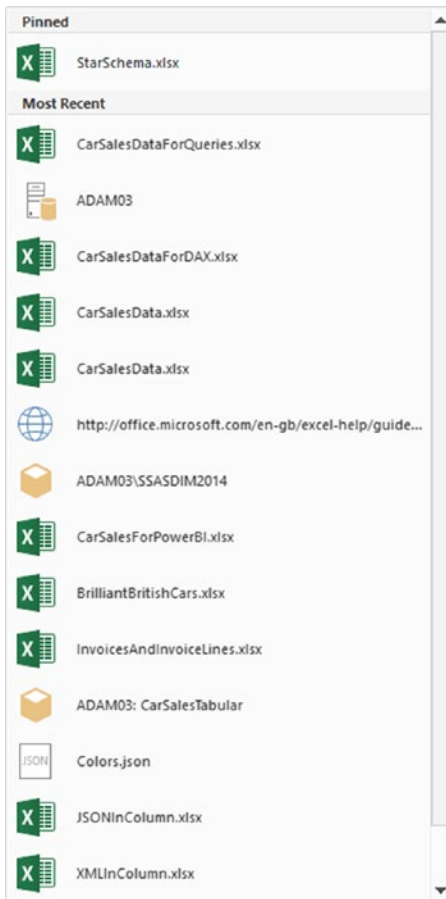 Pinned
StarSchema.xlsx
Most Recent
CarSalesDataForQueries.xlsx
ADAM03
CarSalesDataForDAX.xlsx
CarSalesData.xlsx
CarSalesData.xlsx
http://office.microsoft.com/en-gb/excel-help/guide...
ADAM03\SSASDIM2014
CarSalesForPowerBI.xlsx
BrilliantBritishCars.xlsx
InvoicesAndInvoiceLines.xlsx
ADAM03: CarSalesTabular
JSON Colors.json
JSONInColumn.xlsx
XMLInColumn.xlsx